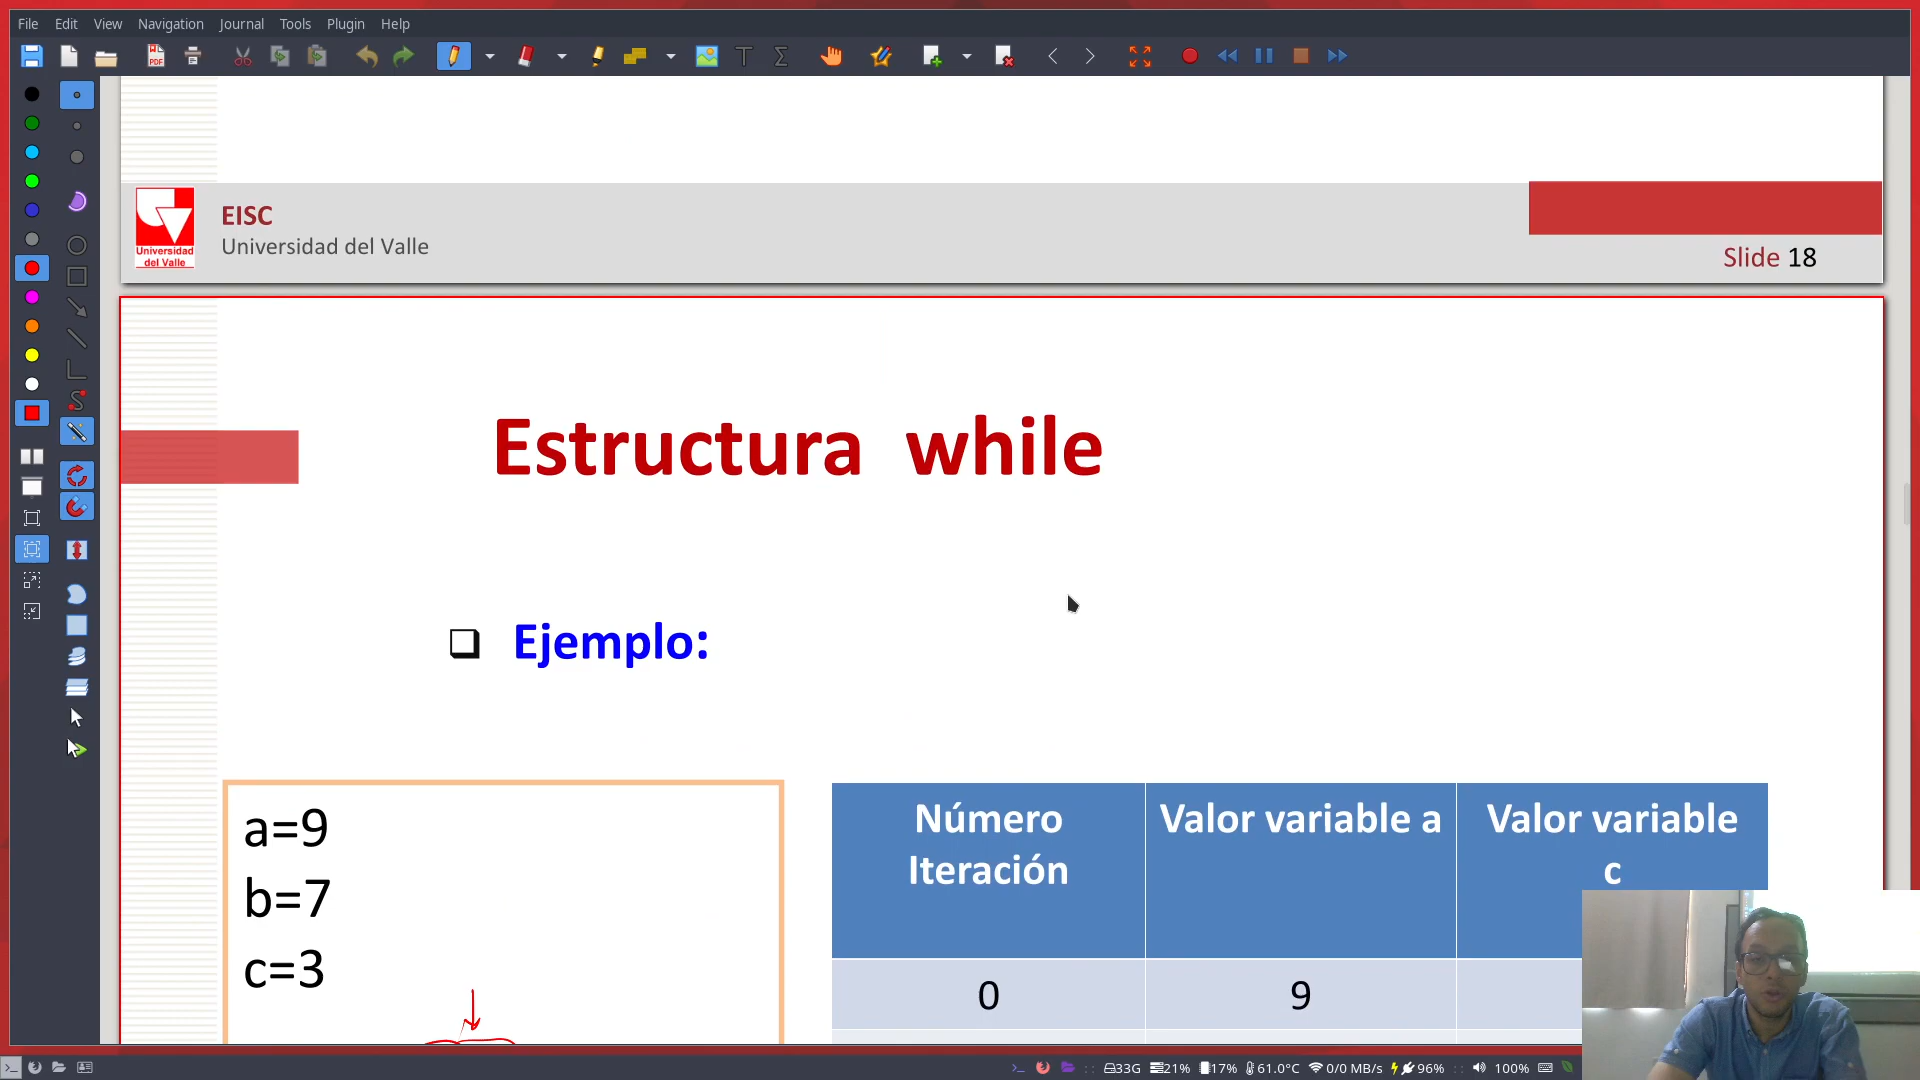 File Edit View Navigation Journal Tools Plugin Help
EISC
Universidad del Valle
Universidad
del Valle
Slide 18
Estructura while
Ejemplo:
a=9
b=7
c=3
Número Iteración
Valor variable a
Valor variable c
0
9
33G 21% 17% 61.0°C 0/0 MB/s 96% 100%